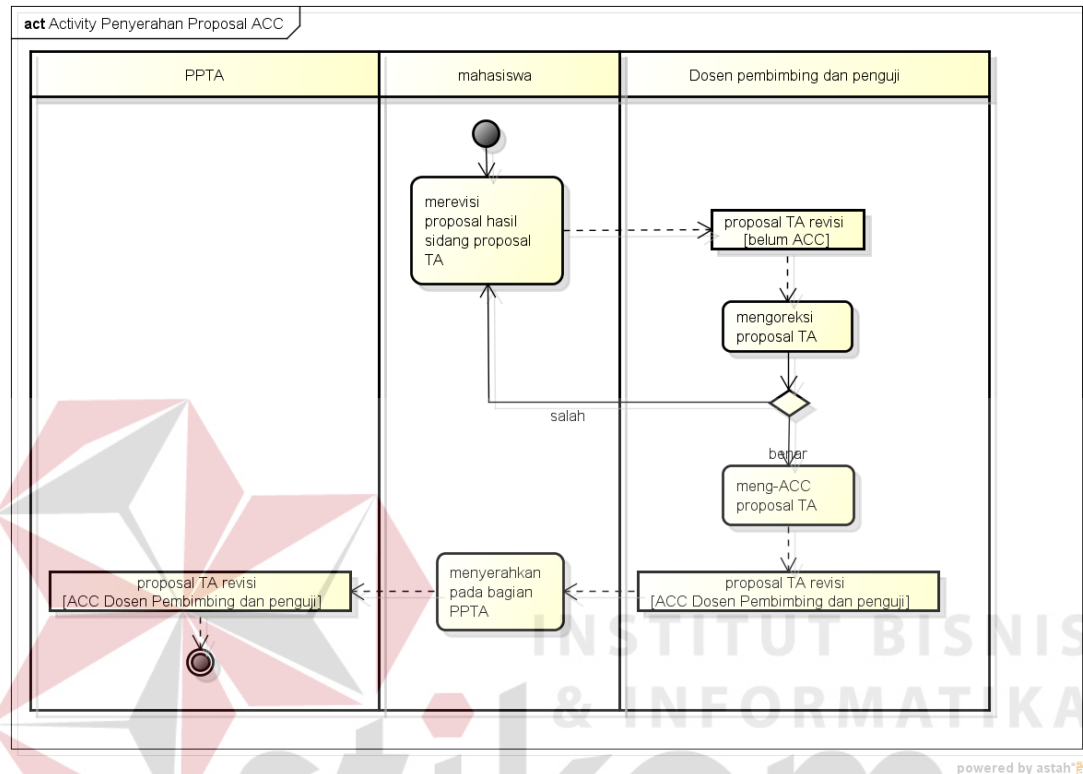 act Activity Penyerahan Proposal ACC
PPTA
mahasiswa
Dosen pembimbing dan penguji
merevisi
proposal hasil
sidang proposal
TA
proposal TA revisi
[belum ACC]
mengoreksi
proposal TA
salah
benar
meng-ACC
proposal TA
proposal TA revisi
[ACC Dosen Pembimbing dan penguji]
menyerahkan
pada bagian
PPTA
proposal TA revisi
[ACC Dosen Pembimbing dan penguji]
INSTITUT BISNIS
& INFORMATIKA
stikom
powered by astah*